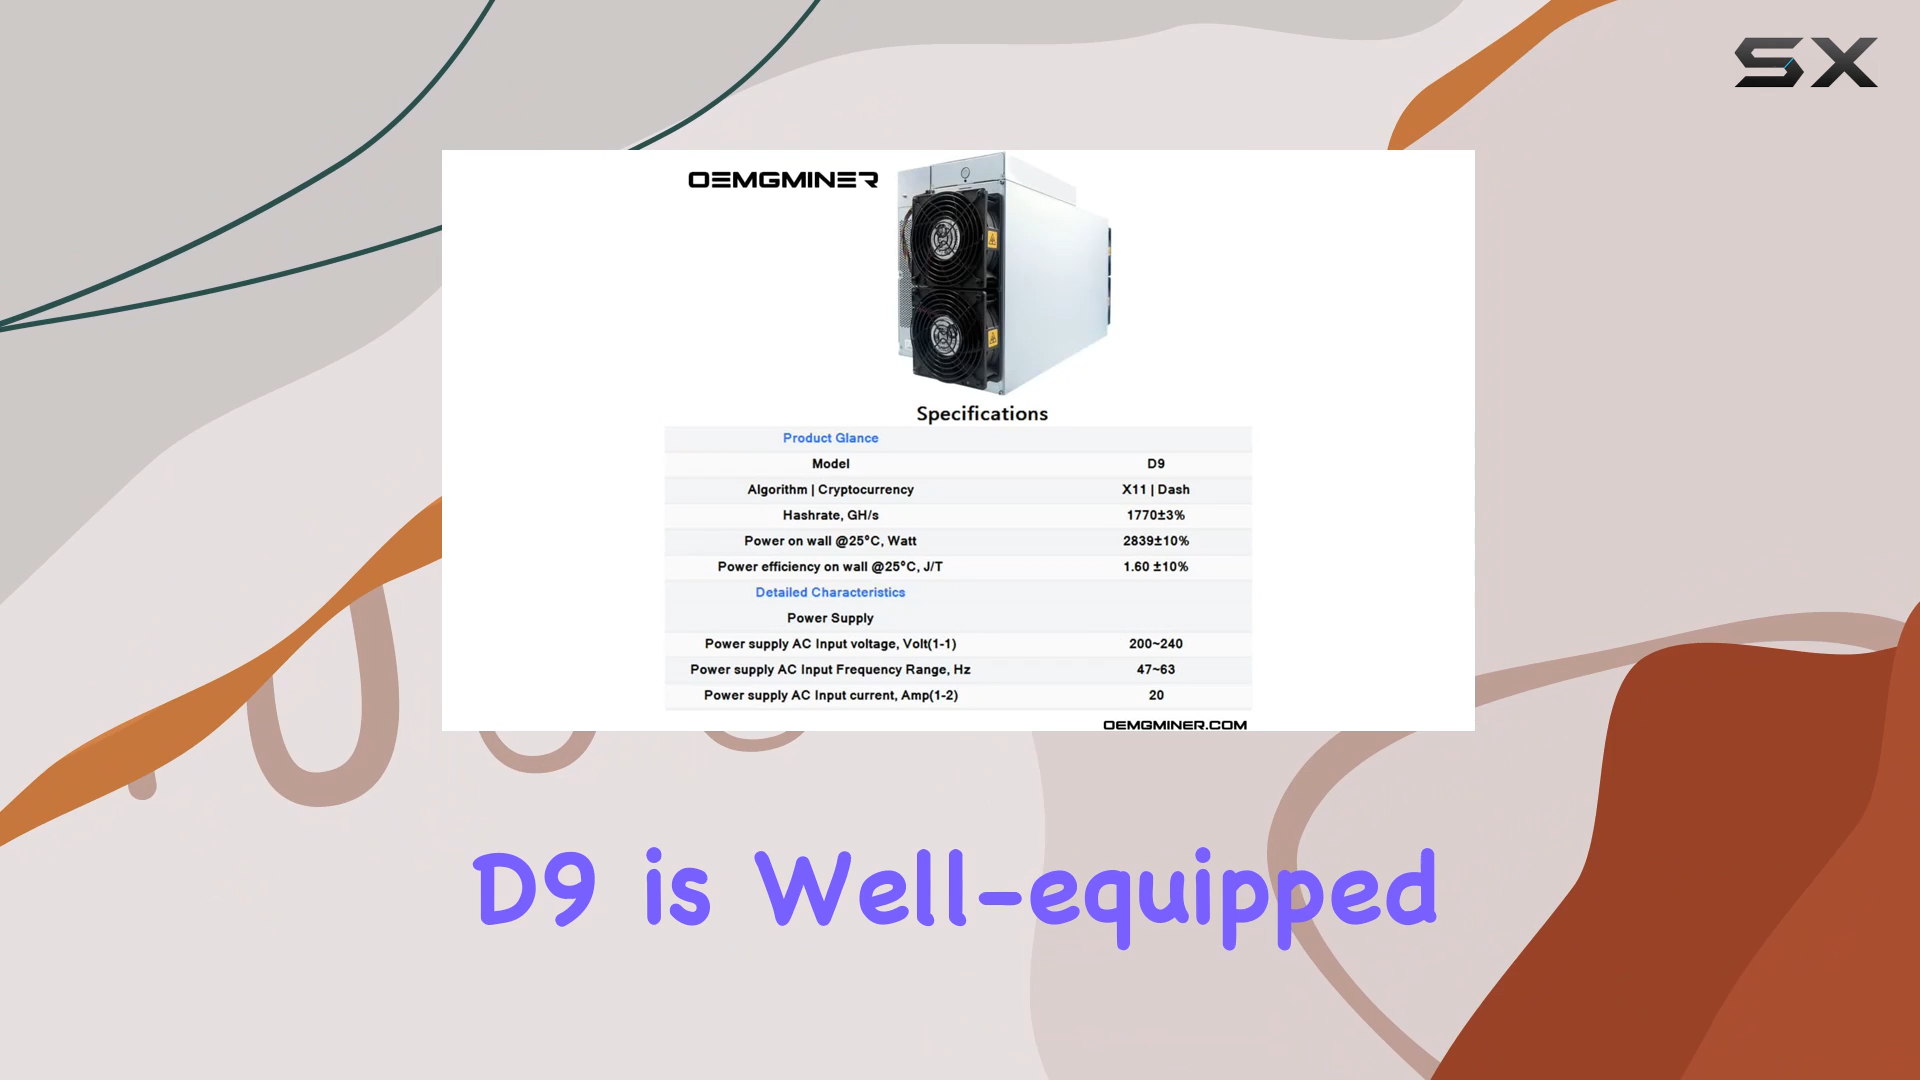 SX
OEMGMINER
Specifications
Product Glance
Model D9
Algorithm | Cryptocurrency X11 | Dash
Hashrate, GH/s 1770±3%
Power on wall @25°C, Watt 2839±10%
Power efficiency on wall @25°C, J/T 1.60 ±10%
Detailed Characteristics
Power Supply
Power supply AC Input voltage, Volt(1-1) 200~240
Power supply AC Input Frequency Range, Hz 47~63
Power supply AC Input current, Amp(1-2) 20
OEMGMINER.COM
D9 is Well-equipped